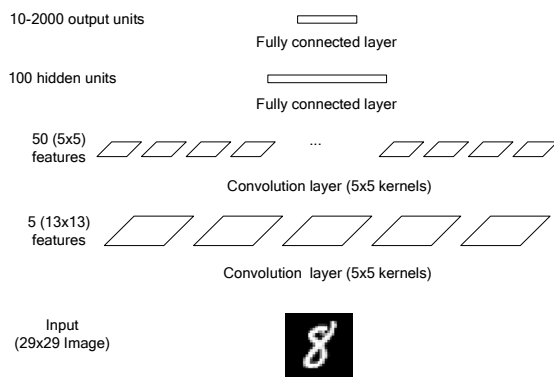 10-2000 output units
Fully connected layer
100 hidden units
Fully connected layer
50 (5x5)
features
...
Convolution layer (5x5 kernels)
5 (13x13)
features
Convolution layer (5x5 kernels)
Input
(29x29 Image)
8